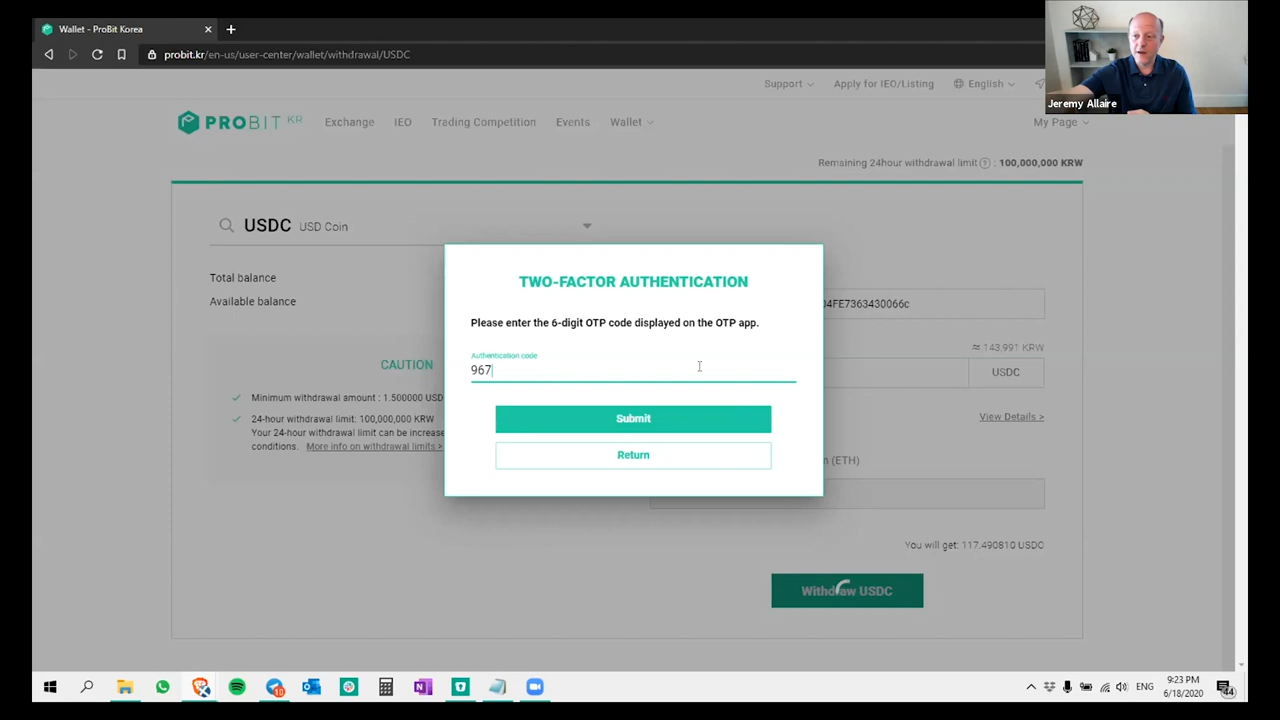 Wallet - ProBit Korea
probit.kr/en-us/user-center/wallet/withdrawal/USDC
Jeremy Allaire
Support
Apply for IEO/Listing
English
PROBIT KR
Exchange
IEO
Trading Competition
Events
Wallet
My Page
Remaining 24hour withdrawal limit ? : 100,000,000 KRW
USDC USD Coin
Total balance
Available balance
04FE7363430066c
≈ 143.991 KRW
USDC
CAUTION
Minimum withdrawal amount : 1.500000 USD
24-hour withdrawal limit: 100,000,000 KRW
Your 24-hour withdrawal limit can be increase
conditions. More info on withdrawal limits >
View Details >
(ETH)
You will get: 117.490810 USDC
Withdraw USDC
TWO-FACTOR AUTHENTICATION
Please enter the 6-digit OTP code displayed on the OTP app.
Authentication code
967
Submit
Return
10
ENG
9:23 PM
6/18/2020
44